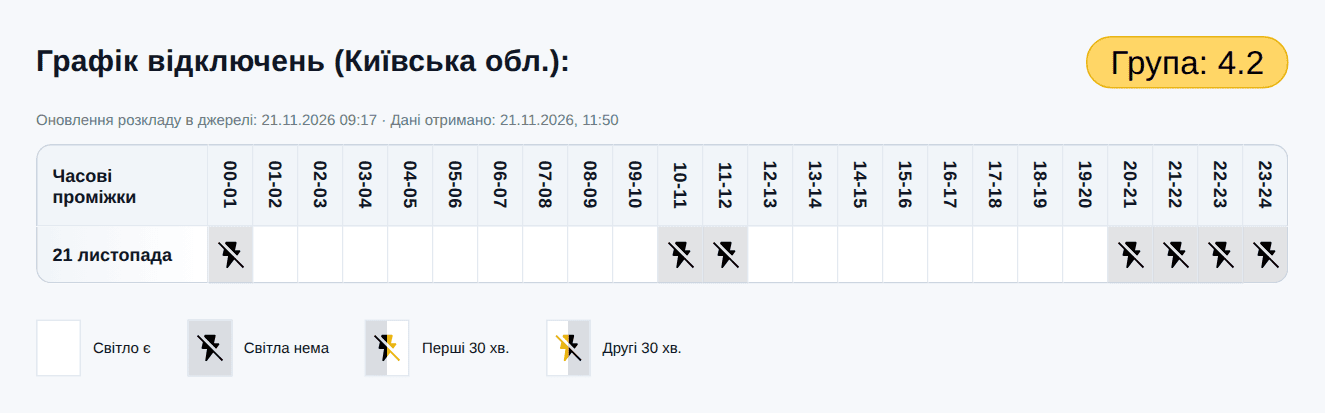 Графік відключень (Київська обл.):
Група: 4.2
Оновлення розкладу в джерелі: 21.11.2026 09:17 · Дані отримано: 21.11.2026, 11:50
Часові
проміжки
00-01
01-02
02-03
03-04
04-05
05-06
06-07
07-08
08-09
09-10
10-11
11-12
12-13
13-14
14-15
15-16
16-17
17-18
18-19
19-20
20-21
21-22
22-23
23-24
21 листопада
Світло є
Світла нема
Перші 30 хв.
Другі 30 хв.